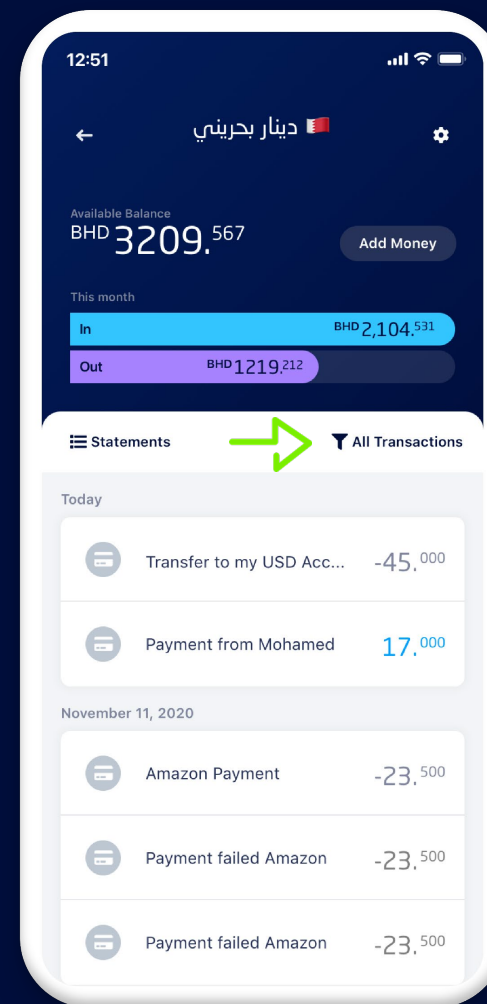 12:51
دينار بحريني
Available Balance
BHD 3209.567
Add Money
This month
In BHD 2,104.531
Out BHD 1219.212
Statements
All Transactions
Today
Transfer to my USD Acc... -45.000
Payment from Mohamed 17.000
November 11, 2020
Amazon Payment -23.500
Payment failed Amazon -23.500
Payment failed Amazon -23.500